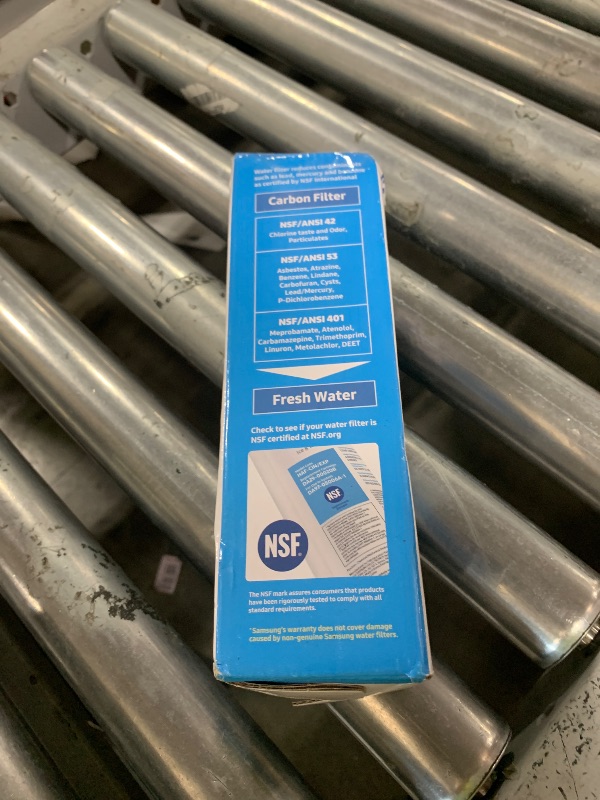 Water filter reduces contaminants
such as lead, mercury and benzene
as certified by NSF International
Carbon Filter
NSF/ANSI 42
Chlorine taste and Odor,
Particulates
NSF/ANSI 53
Asbestos, Atrazine,
Benzene, Lindane,
Carbofuran, Cysts,
Lead/Mercury,
P-Dichlorobenzene
NSF/ANSI 401
Meprobamate, Atenolol,
Carbamazepine, Trimethoprim,
Linuron, Metolachlor, DEET
Fresh Water
Check to see if your water filter is
NSF certified at NSF.org
HAF-CIN/EXP
NSF
NSF
The NSF mark assures consumers that products
have been rigorously tested to comply with all
standard requirements.
*Samsung's warranty does not cover damage
caused by non-genuine Samsung water filters.